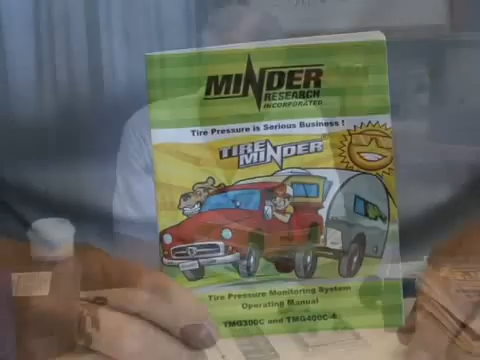 MINDER
RESEARCH
INCORPORATED
Tire Pressure is Serious Business !
TIRE
MINDER®
Tire Pressure Monitoring System
Operating Manual
TMG300C and TMG400C-6